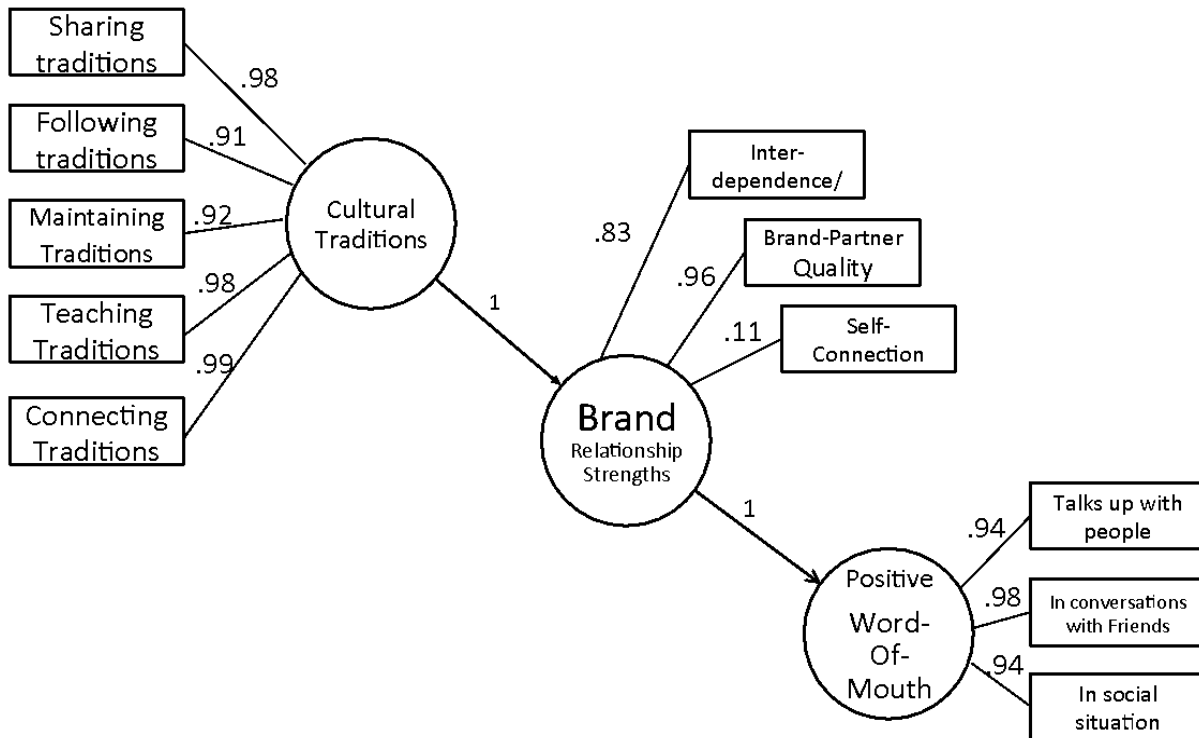 Sharing
traditions
.98
Following
traditions
.91
Maintaining
Traditions
.92
Teaching
Traditions
.98
Connecting
Traditions
.99
Cultural
Traditions
1
Inter-
dependence/
.83
Brand-Partner
Quality
.96
Self-
Connection
.11
Brand
Relationship
Strengths
1
Positive
Word-
Of-
Mouth
Talks up with
people
.94
In conversations
with Friends
.98
In social
situation
.94